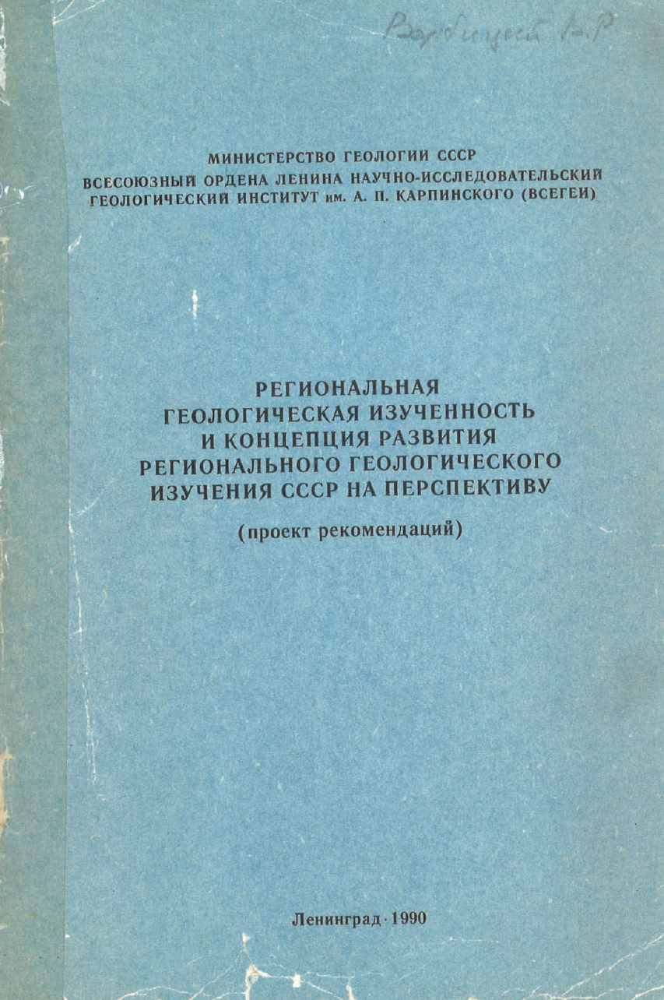 Вербицкий В.Р
МИНИСТЕРСТВО ГЕОЛОГИИ СССР
ВСЕСОЮЗНЫЙ ОРДЕНА ЛЕНИНА НАУЧНО-ИССЛЕДОВАТЕЛЬСКИЙ
ГЕОЛОГИЧЕСКИЙ ИНСТИТУТ им. А. П. КАРПИНСКОГО (ВСЕГЕИ)
РЕГИОНАЛЬНАЯ
ГЕОЛОГИЧЕСКАЯ ИЗУЧЕННОСТЬ
И КОНЦЕПЦИЯ РАЗВИТИЯ
РЕГИОНАЛЬНОГО ГЕОЛОГИЧЕСКОГО
ИЗУЧЕНИЯ СССР НА ПЕРСПЕКТИВУ
(проект рекомендаций)
Ленинград · 1990